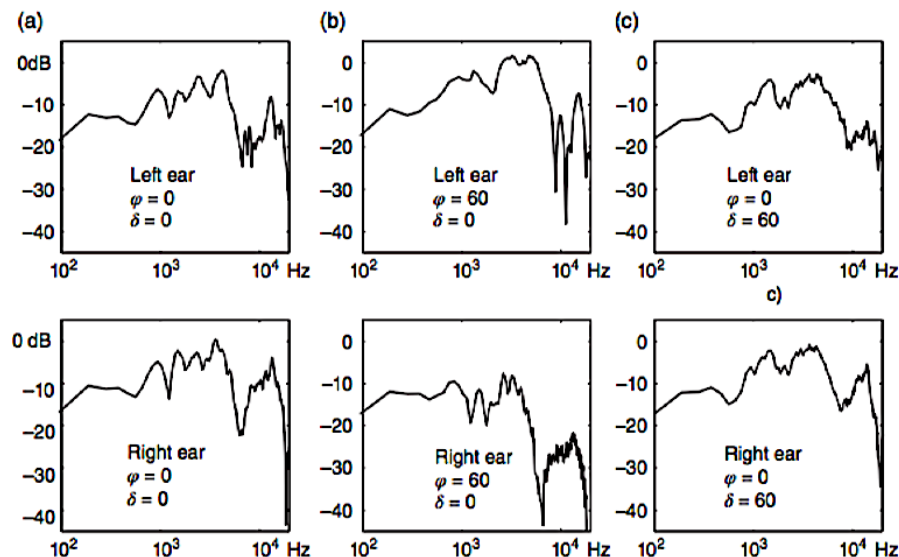 (a) (b) (c)
0dB 0 0
−10 −10 −10
−20 −20 −20
−30 −30 −30
−40 −40 −40
Left ear Left ear Left ear
φ = 0 φ = 60 φ = 0
δ = 0 δ = 0 δ = 60
10² 10³ 10⁴ Hz 10² 10³ 10⁴ Hz 10² 10³ 10⁴ Hz
c)
0 dB 0 0
−10 −10 −10
−20 −20 −20
−30 −30 −30
−40 −40 −40
Right ear Right ear Right ear
φ = 0 φ = 60 φ = 0
δ = 0 δ = 0 δ = 60
10² 10³ 10⁴ Hz 10² 10³ 10⁴ Hz 10² 10³ 10⁴ Hz